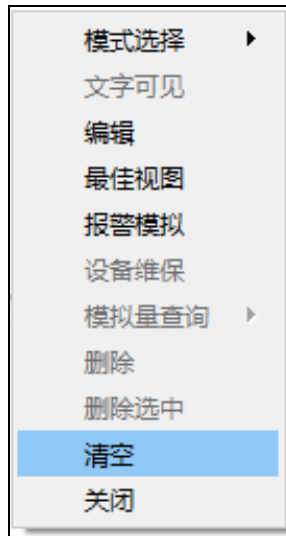 模式选择
文字可见
编辑
最佳视图
报警模拟
设备维保
模拟量查询
删除
删除选中
清空
关闭